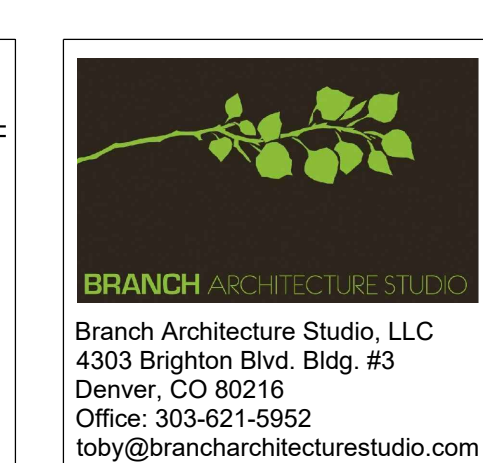 BRANCH ARCHITECTURE STUDIO
Branch Architecture Studio, LLC
4303 Brighton Blvd. Bldg. #3
Denver, CO 80216
Office: 303-621-5952
toby@brancharchitecturestudio.com